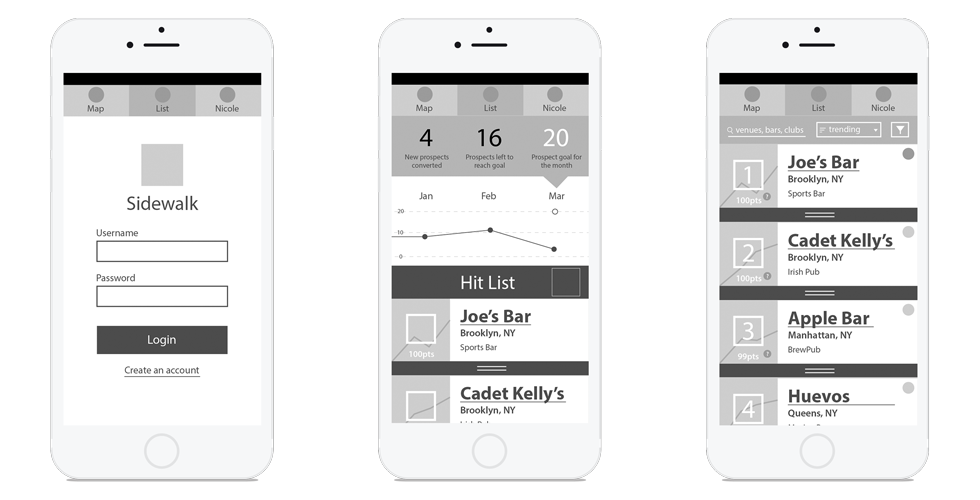 Map List Nicole
Sidewalk
Username
Password
Login
Create an account
Map List Nicole
4 16 20
New prospects converted
Prospects left to reach goal
Prospect goal for the month
Jan Feb Mar
20
10
0
Hit List
Joe's Bar
Brooklyn, NY
Sports Bar
100pts
Cadet Kelly's
Brooklyn, NY
Map List Nicole
venues, bars, clubs trending
1
Joe's Bar
Brooklyn, NY
Sports Bar
100pts ?
2
Cadet Kelly's
Brooklyn, NY
Irish Pub
100pts ?
3
Apple Bar
Manhattan, NY
BrewPub
99pts ?
4
Huevos
Queens, NY